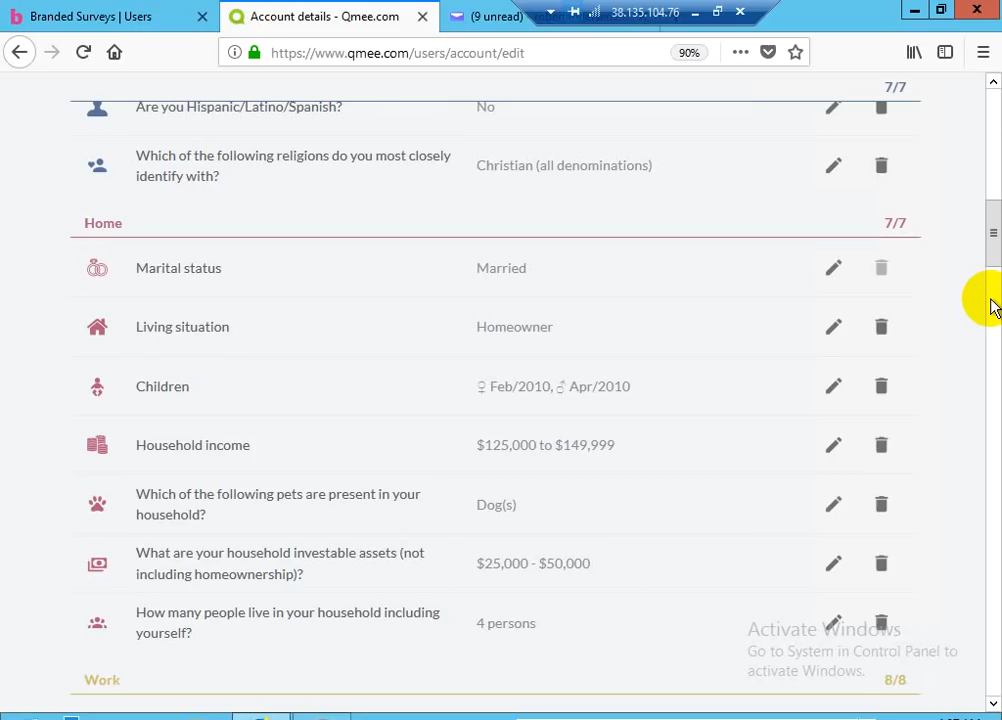 Branded Surveys | Users
Account details - Qmee.com
(9 unread)
38.135.104.76
https://www.qmee.com/users/account/edit
90%
7/7
Are you Hispanic/Latino/Spanish?
No
Which of the following religions do you most closely
identify with?
Christian (all denominations)
Home
7/7
Marital status
Married
Living situation
Homeowner
Children
♀ Feb/2010, ♂ Apr/2010
Household income
$125,000 to $149,999
Which of the following pets are present in your
household?
Dog(s)
What are your household investable assets (not
including homeownership)?
$25,000 - $50,000
How many people live in your household including
yourself?
4 persons
Activate Windows
Go to System in Control Panel to
activate Windows.
Work
8/8